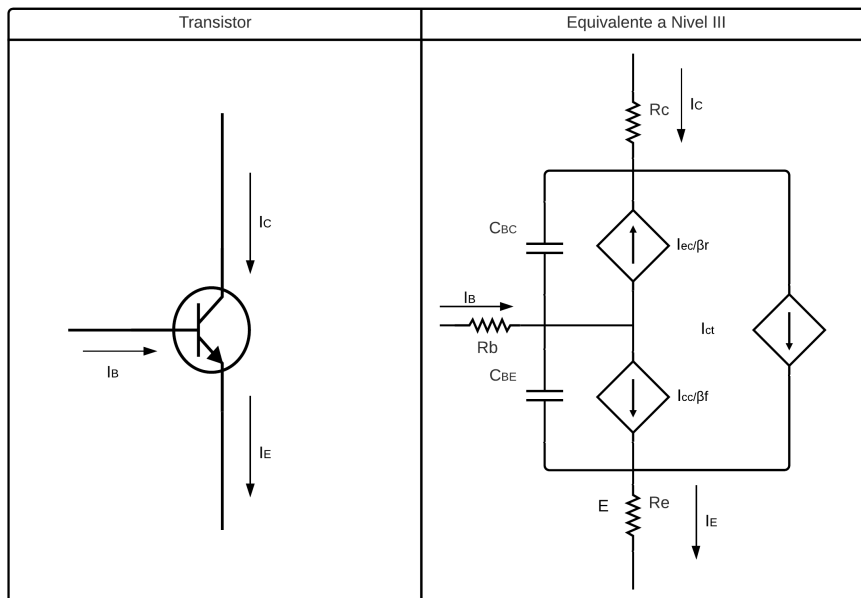 Transistor
Equivalente a Nivel III
IC
IB
IE
Rc
IC
CBC
Iec/βr
IB
Rb
Ict
CBE
Icc/βf
E
Re
IE